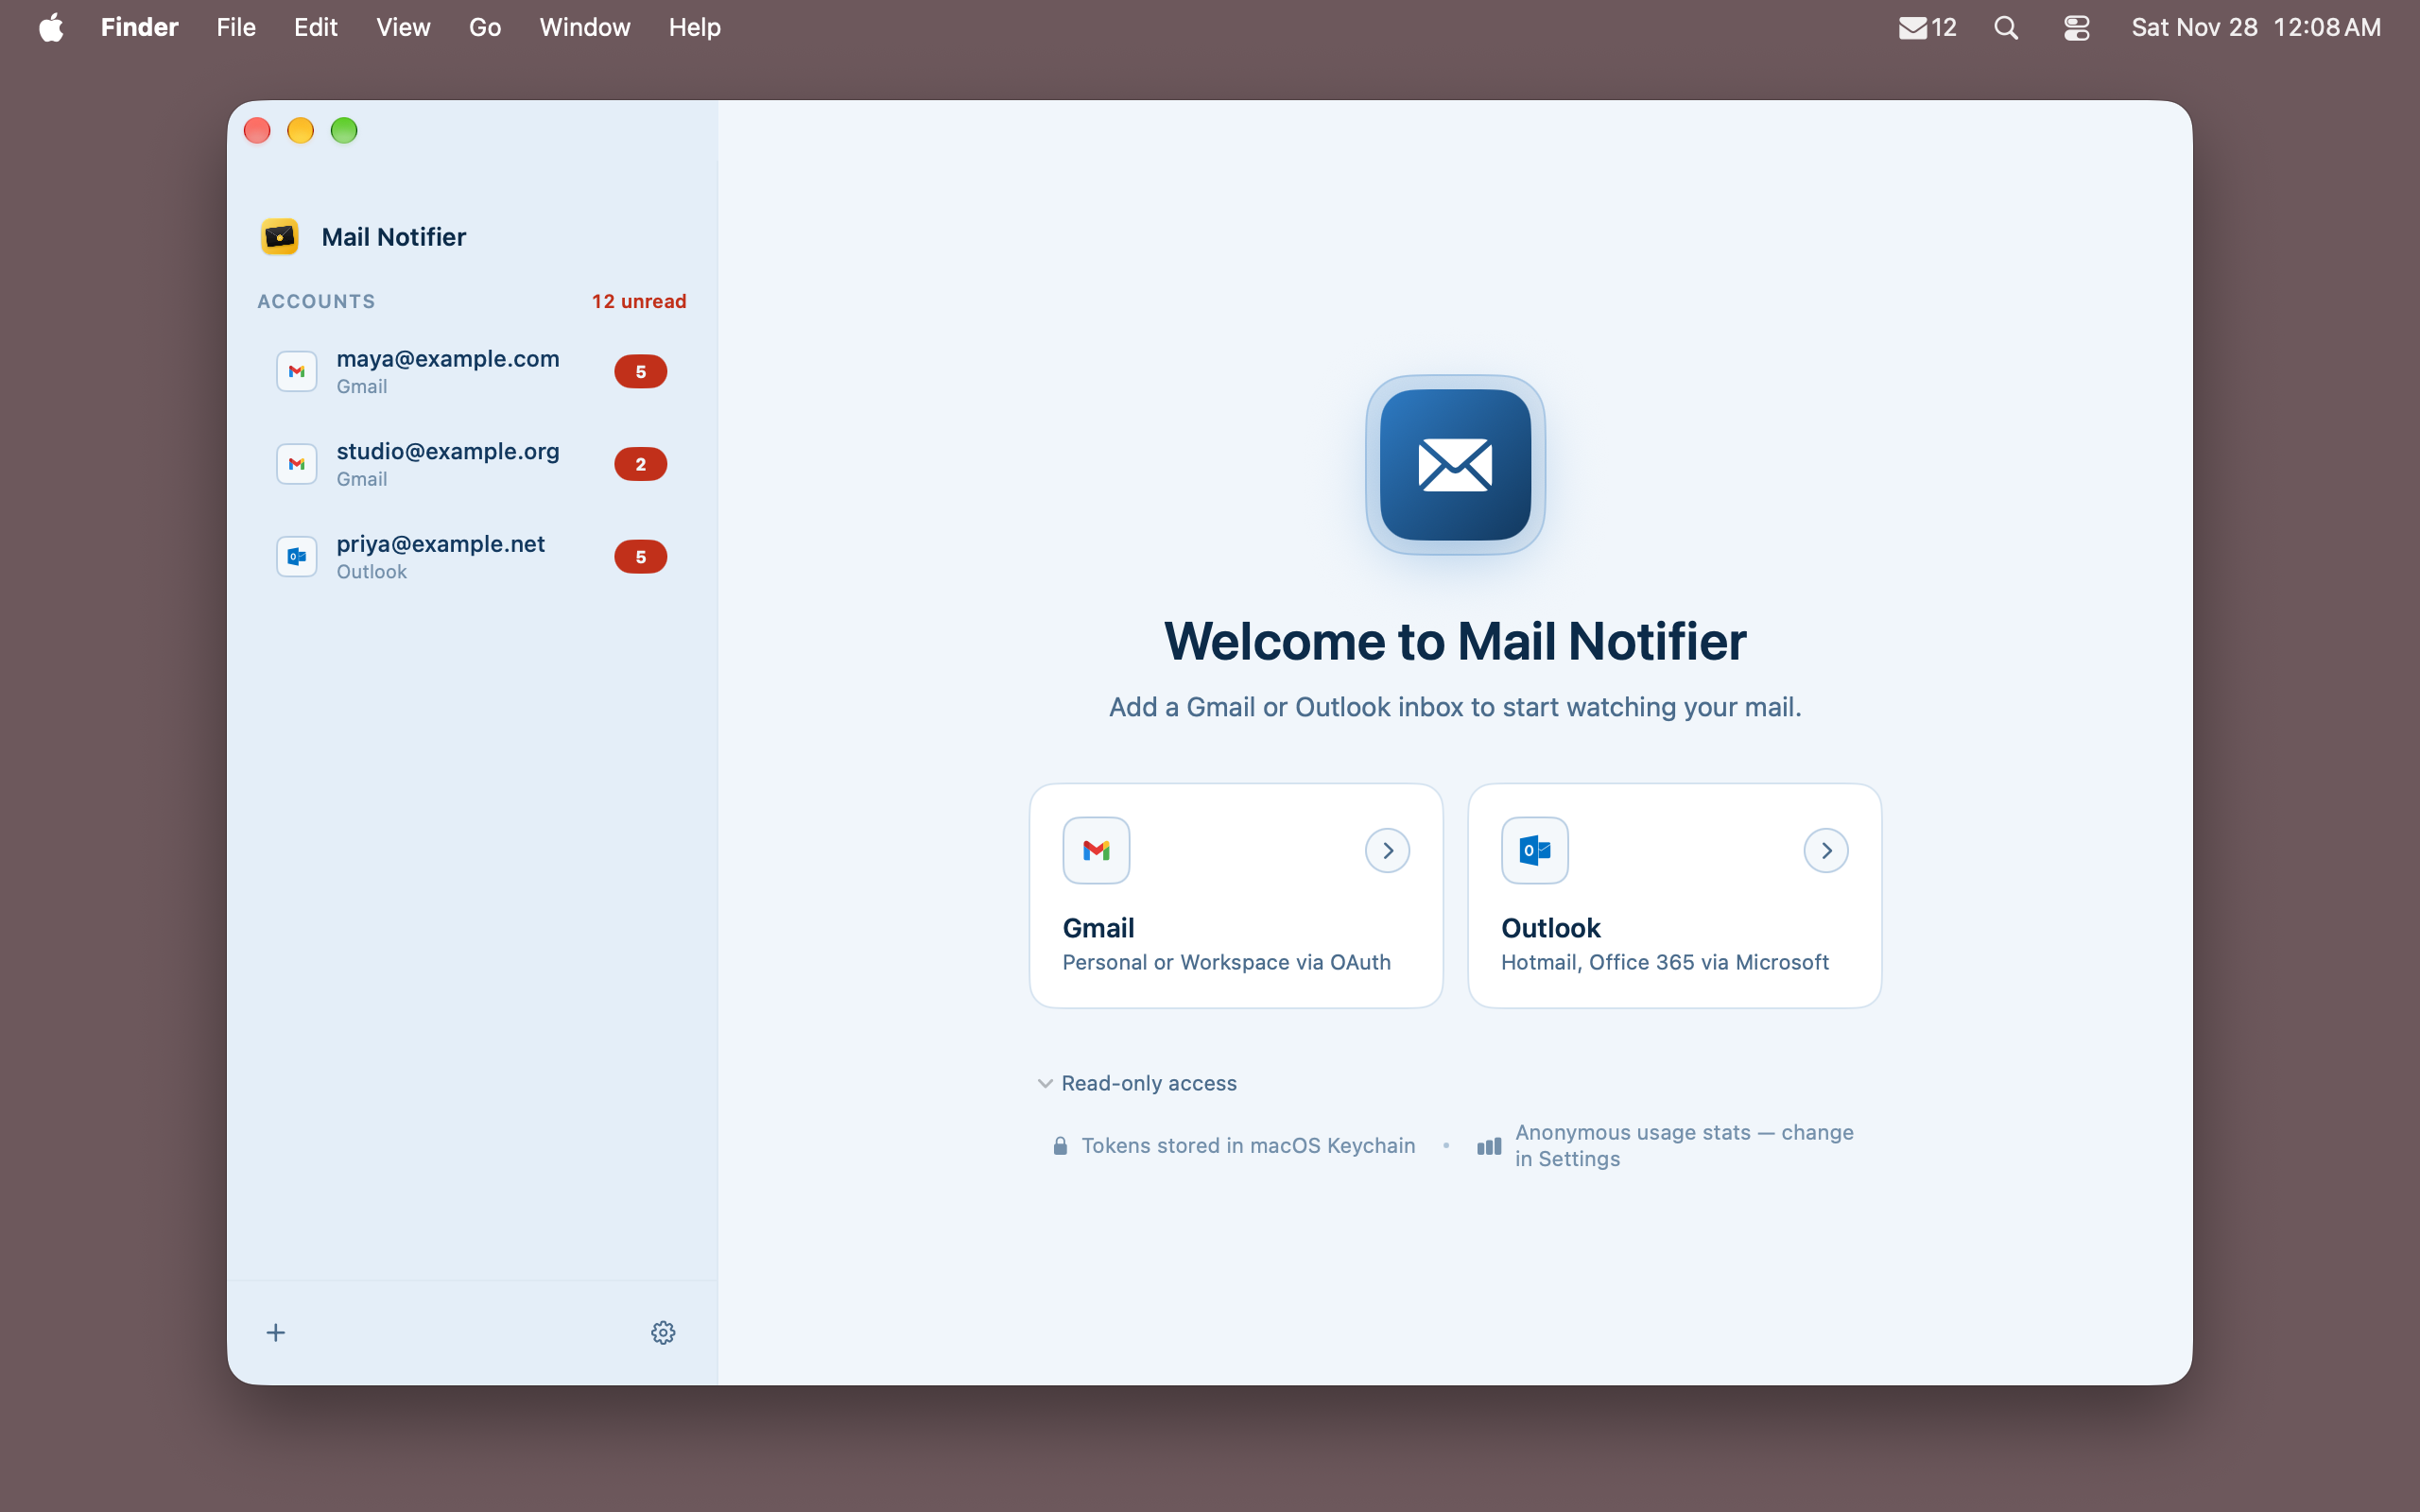 Finder File Edit View Go Window Help 12 Sat Nov 28 12:08 AM
Mail Notifier
ACCOUNTS 12 unread
maya@example.com
Gmail
5
studio@example.org
Gmail
2
priya@example.net
Outlook
5
Welcome to Mail Notifier
Add a Gmail or Outlook inbox to start watching your mail.
Gmail
Personal or Workspace via OAuth
Outlook
Hotmail, Office 365 via Microsoft
Read-only access
Tokens stored in macOS Keychain •
Anonymous usage stats — change
in Settings